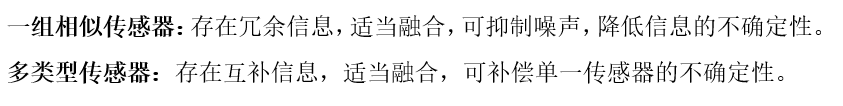 一组相似传感器：存在冗余信息，适当融合，可抑制噪声，降低信息的不确定性。
多类型传感器：存在互补信息，适当融合，可补偿单一传感器的不确定性。